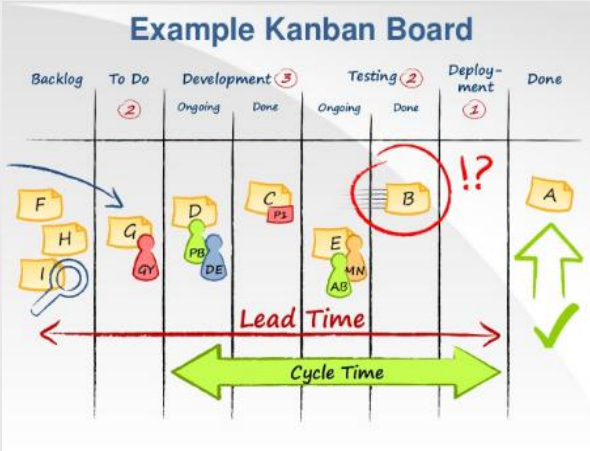 Example Kanban Board
Backlog
To Do
2
Development 3
Ongoing
Done
Testing 2
Ongoing
Done
Deploy-
ment
1
Done
F
H
I
G
GY
D
PB
DE
C
P1
E
MN
AB
B
!?
A
Lead Time
Cycle Time